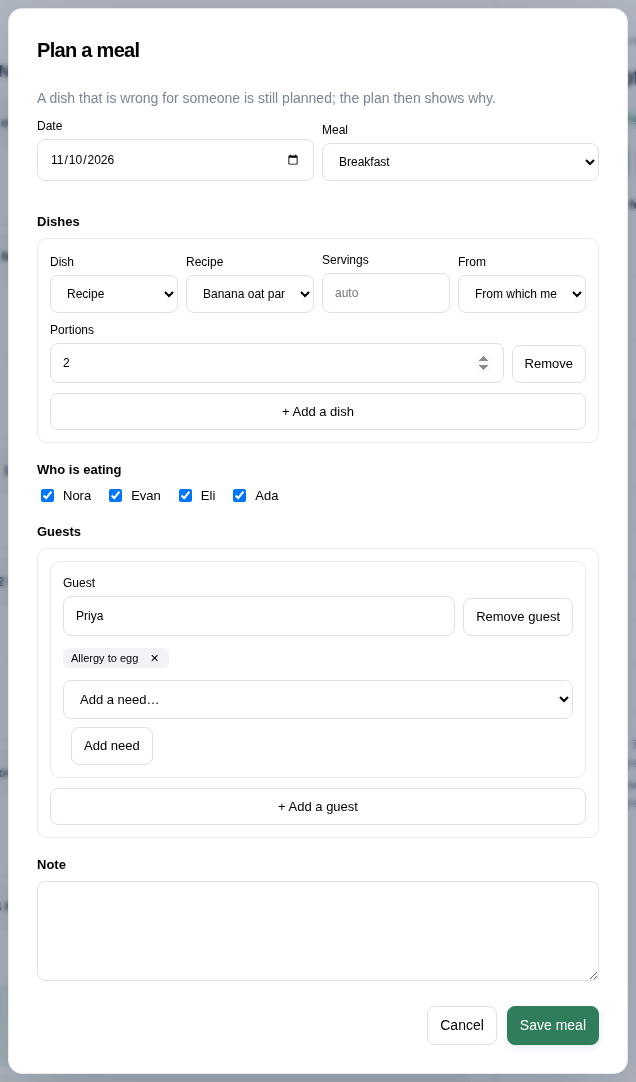 Plan a meal
A dish that is wrong for someone is still planned; the plan then shows why.
Date
Meal
11/10/2026
Breakfast
Dishes
Dish
Recipe
Servings
From
Recipe
Banana oat par
auto
From which me
Portions
2
Remove
+ Add a dish
Who is eating
Nora
Evan
Eli
Ada
Guests
Guest
Priya
Remove guest
Allergy to egg ✕
Add a need…
Add need
+ Add a guest
Note
Cancel
Save meal